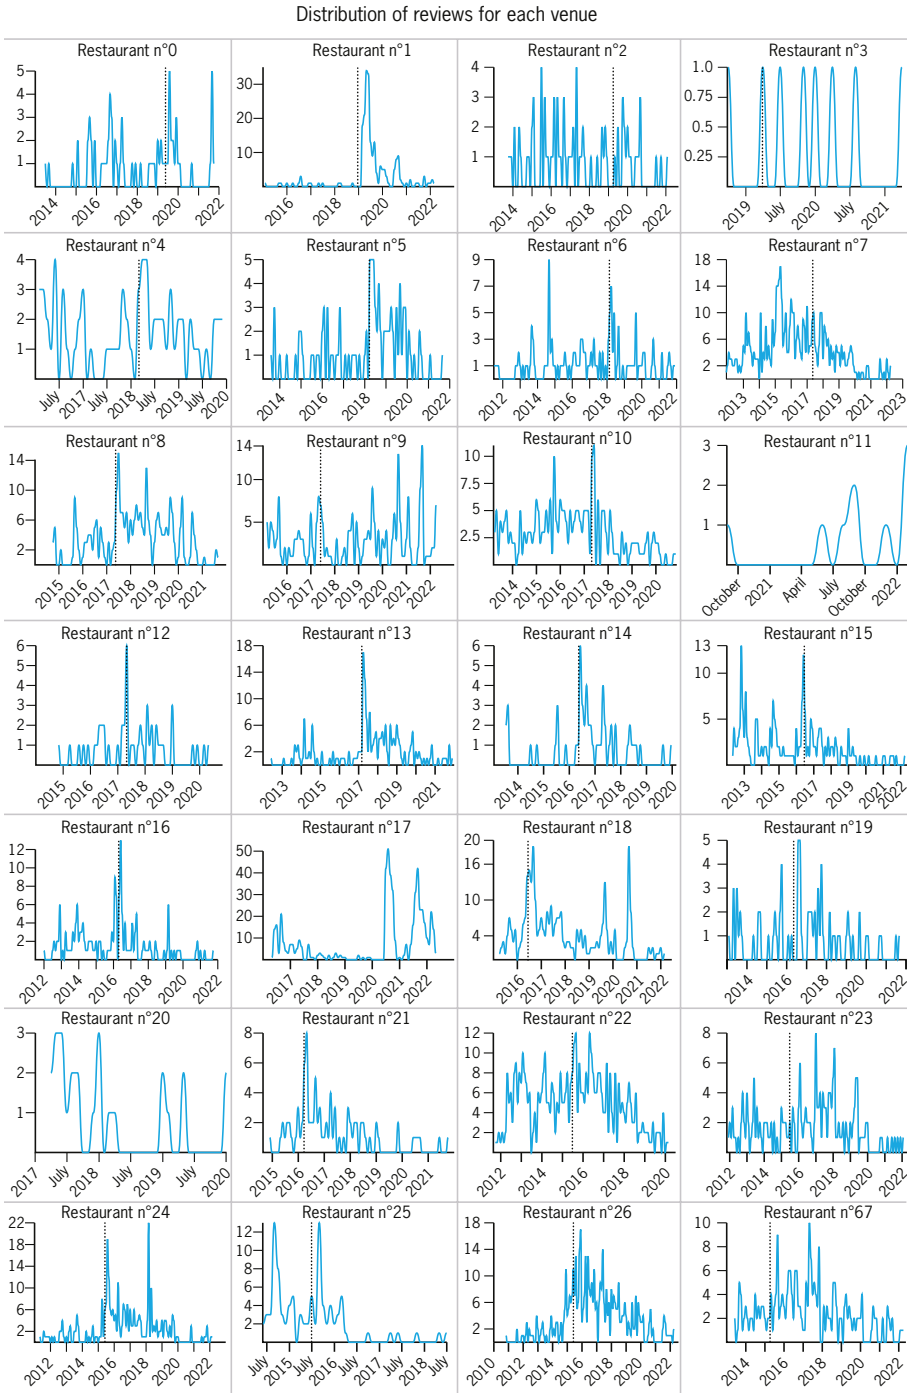 Distribution of reviews for each venue
Restaurant n°0
5
4
3
2
1
2014 2016 2018 2020 2022
Restaurant n°1
30
20
10
2016 2018 2020 2022
Restaurant n°2
4
3
2
1
2014 2016 2018 2020 2022
Restaurant n°3
1.0
0.75
0.5
0.25
2019 July 2020 July 2021
Restaurant n°4
4
3
2
1
July 2017 July 2018 July 2019 July 2020
Restaurant n°5
5
4
3
2
1
2014 2016 2018 2020 2022
Restaurant n°6
9
7
5
3
1
2012 2014 2016 2018 2020 2022
Restaurant n°7
18
14
10
6
2
2013 2015 2017 2019 2021 2023
Restaurant n°8
14
10
6
2
2015 2016 2017 2018 2019 2020 2021
Restaurant n°9
14
10
5
2016 2017 2018 2019 2020 2021 2022
Restaurant n°10
10
7.5
5
2.5
2014 2015 2016 2017 2018 2019 2020
Restaurant n°11
3
2
1
October 2021 April July October 2022
Restaurant n°12
6
5
4
3
2
1
2015 2016 2017 2018 2019 2020
Restaurant n°13
18
14
10
6
2
2013 2015 2017 2019 2021
Restaurant n°14
6
5
4
3
2
1
2014 2015 2016 2017 2018 2019 2020
Restaurant n°15
13
10
5
2013 2015 2017 2019 2021 2022
Restaurant n°16
12
10
8
6
4
2
2012 2014 2016 2018 2020 2022
Restaurant n°17
50
40
30
23
10
2017 2018 2019 2020 2021 2022
Restaurant n°18
20
16
10
4
2016 2017 2018 2019 2020 2021 2022
Restaurant n°19
5
4
3
2
1
2014 2016 2018 2020 2022
Restaurant n°20
3
2
1
2017 July 2018 July 2019 July 2020
Restaurant n°21
8
6
4
2
2015 2016 2017 2018 2019 2020 2021
Restaurant n°22
12
10
8
6
4
2
2012 2014 2016 2018 2020
Restaurant n°23
8
6
4
2
2012 2014 2015 2016 2018 2020 2022
Restaurant n°24
22
18
14
10
6
2
2012 2014 2016 2018 2020 2022
Restaurant n°25
12
10
8
6
4
2
July 2015 July 2016 July 2017 July 2018 July
Restaurant n°26
18
14
10
6
2
2010 2012 2014 2016 2018 2020 2022
Restaurant n°67
10
8
6
4
2
2014 2016 2018 2020 2022